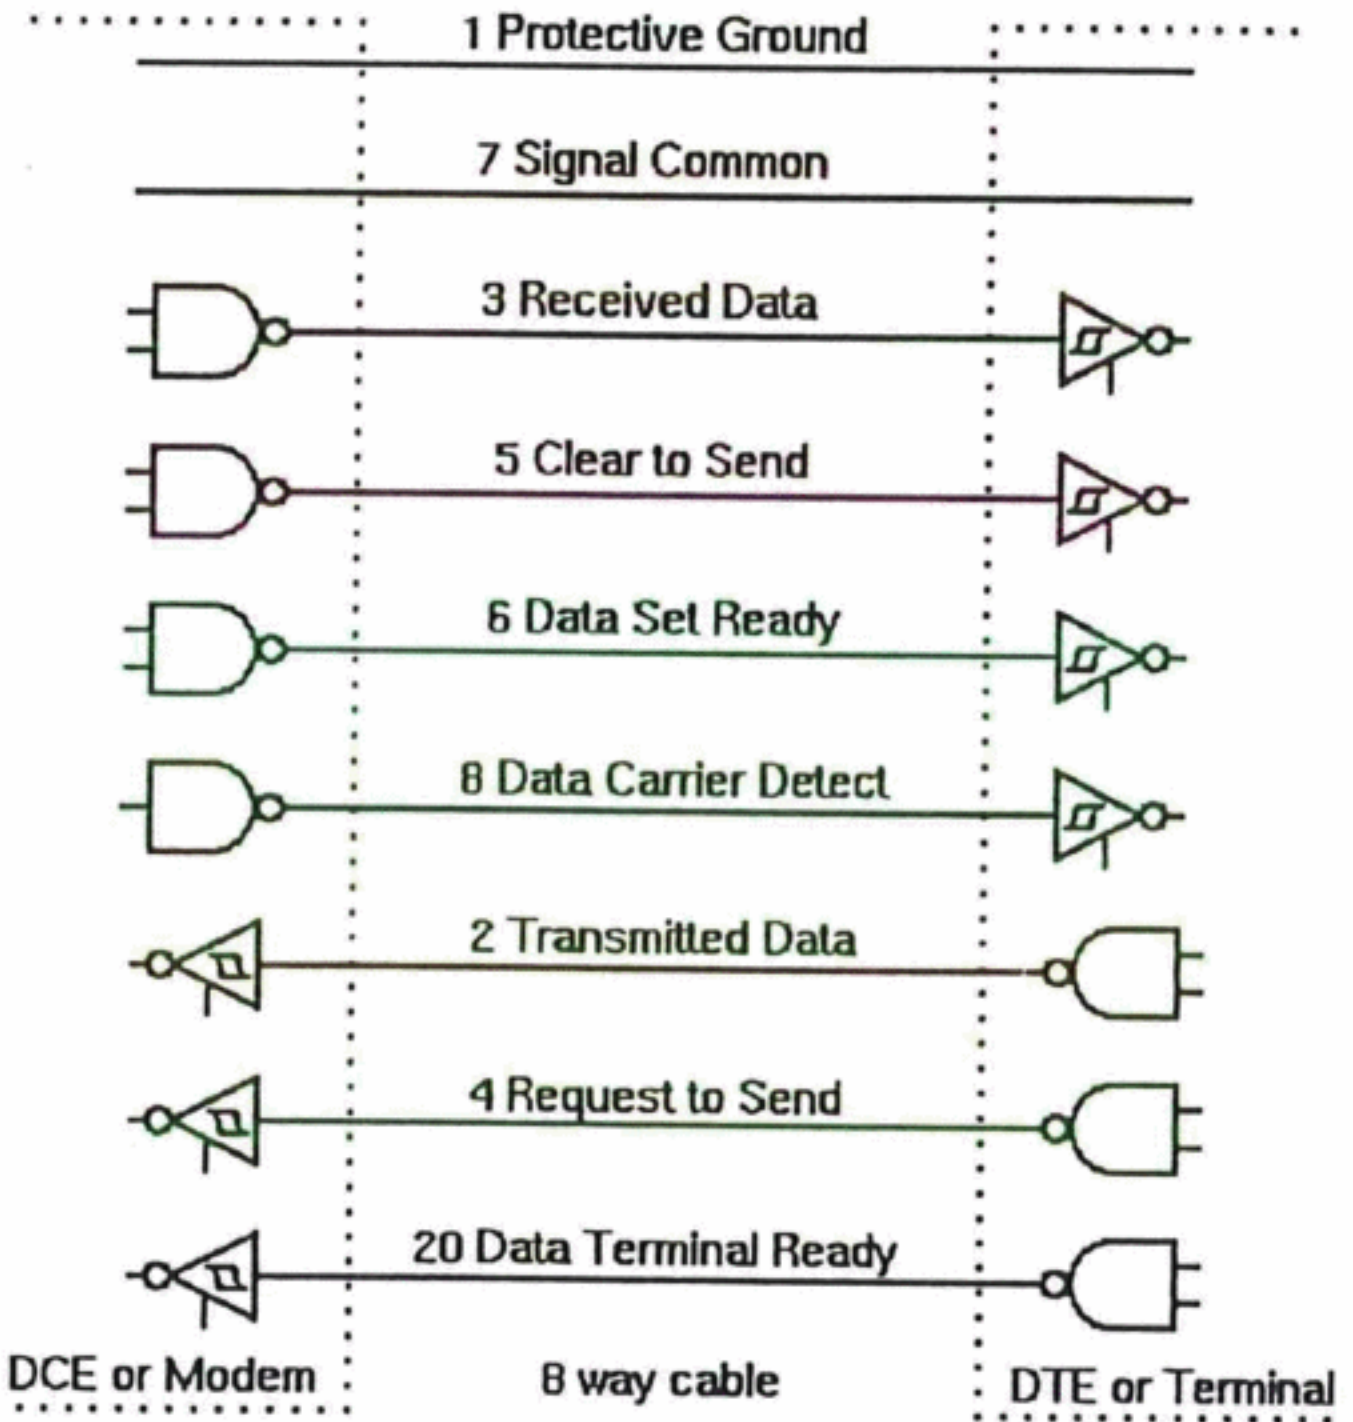 1 Protective Ground
7 Signal Common
3 Received Data
5 Clear to Send
6 Data Set Ready
8 Data Carrier Detect
2 Transmitted Data
4 Request to Send
20 Data Terminal Ready
DCE or Modem
8 way cable
DTE or Terminal